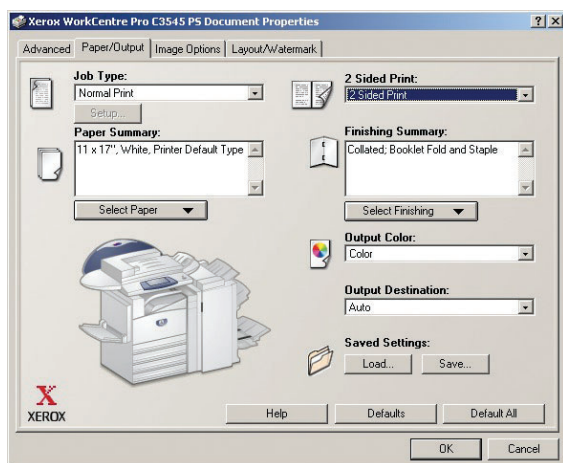 Xerox WorkCentre Pro C3545 PS Document Properties
Advanced Paper/Output Image Options Layout/Watermark
Job Type:
Normal Print
Setup...
Paper Summary:
11 x 17", White, Printer Default Type
Select Paper
2 Sided Print:
2 Sided Print
Finishing Summary:
Collated; Booklet Fold and Staple
Select Finishing
Output Color:
Color
Output Destination:
Auto
Saved Settings:
Load... Save...
X
XEROX
Help Defaults Default All
OK Cancel